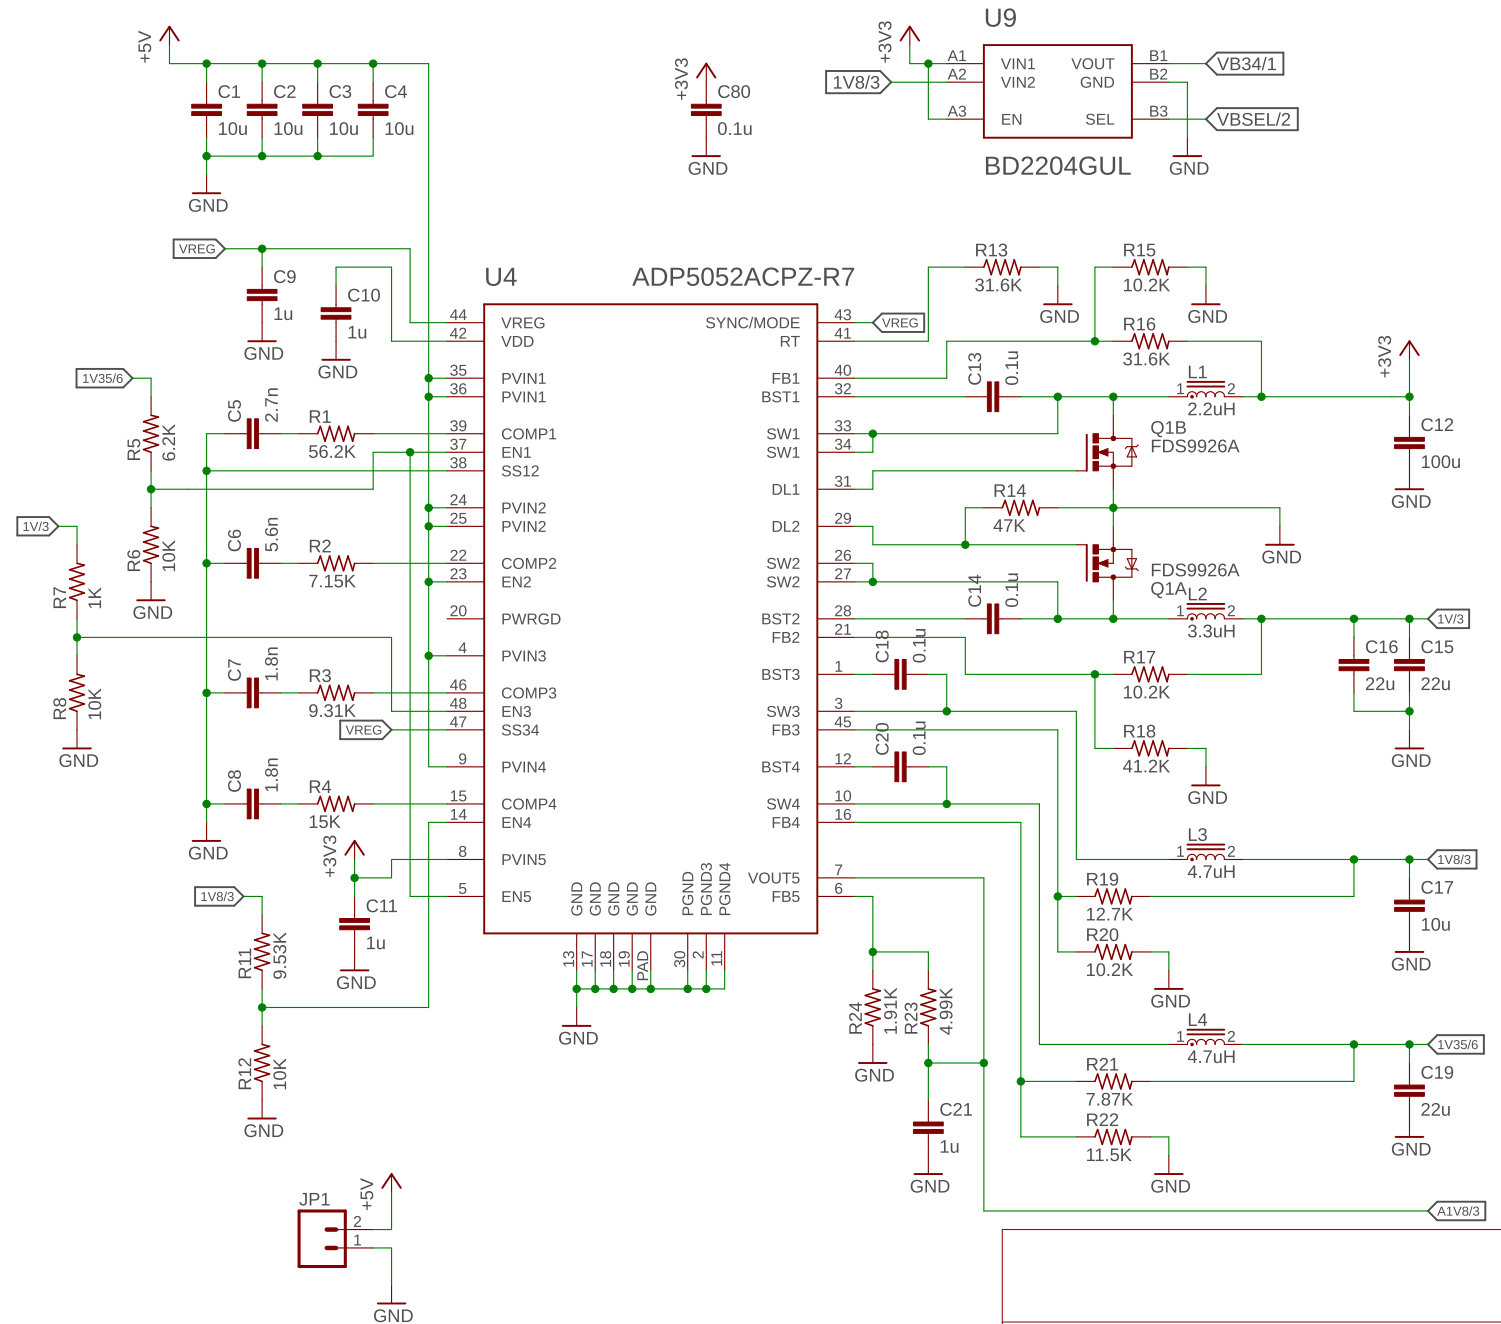 U9
+5V
+3V3
+3V3
A1 VIN1 VOUT B1 VB34/1
1V8/3 A2 VIN2 GND B2
A3 EN SEL B3 VBSEL/2
BD2204GUL
GND
C1 C2 C3 C4
10u 10u 10u 10u
GND
C80
0.1u
GND
VREG
C9
1u
GND
C10
1u
GND
U4 ADP5052ACPZ-R7
44 VREG
42 VDD
35 PVIN1
36 PVIN1
39 COMP1
37 EN1
38 SS12
24 PVIN2
25 PVIN2
22 COMP2
23 EN2
20 PWRGD
4 PVIN3
46 COMP3
48 EN3
47 SS34
9 PVIN4
15 COMP4
14 EN4
8 PVIN5
5 EN5
SYNC/MODE 43 VREG
RT 41
FB1 40
BST1 32
SW1 33
SW1 34
DL1 31
DL2 29
SW2 26
SW2 27
BST2 28
FB2 21
BST3 1
SW3 3
FB3 45
BST4 12
SW4 10
FB4 16
VOUT5 7
FB5 6
GND GND GND GND GND PGND PGND3 PGND4
13 17 18 19 PAD 30 2 11
GND
1V35/6
R5
6.2K
R6
10K
GND
1V/3
R7
1K
R8
10K
GND
C5
2.7n
R1
56.2K
C6
5.6n
R2
7.15K
C7
1.8n
R3
9.31K
VREG
C8
1.8n
R4
15K
GND
+3V3
C11
1u
GND
1V8/3
R11
9.53K
R12
10K
GND
JP1
+5V
2
1
GND
R13
31.6K
GND
R15
10.2K
GND
R16
31.6K
C13
0.1u
L1
1 2
2.2uH
+3V3
C12
100u
GND
Q1B
FDS9926A
R14
47K
GND
FDS9926A
Q1A
C14
0.1u
L2
1 2
3.3uH
1V/3
C16
22u
C15
22u
GND
C18
0.1u
R17
10.2K
R18
41.2K
GND
C20
0.1u
L3
1 2
4.7uH
1V8/3
C17
10u
GND
R19
12.7K
R20
10.2K
GND
L4
1 2
4.7uH
1V35/6
C19
22u
GND
R21
7.87K
R22
11.5K
GND
R24
1.91K
GND
R23
4.99K
C21
1u
GND
A1V8/3